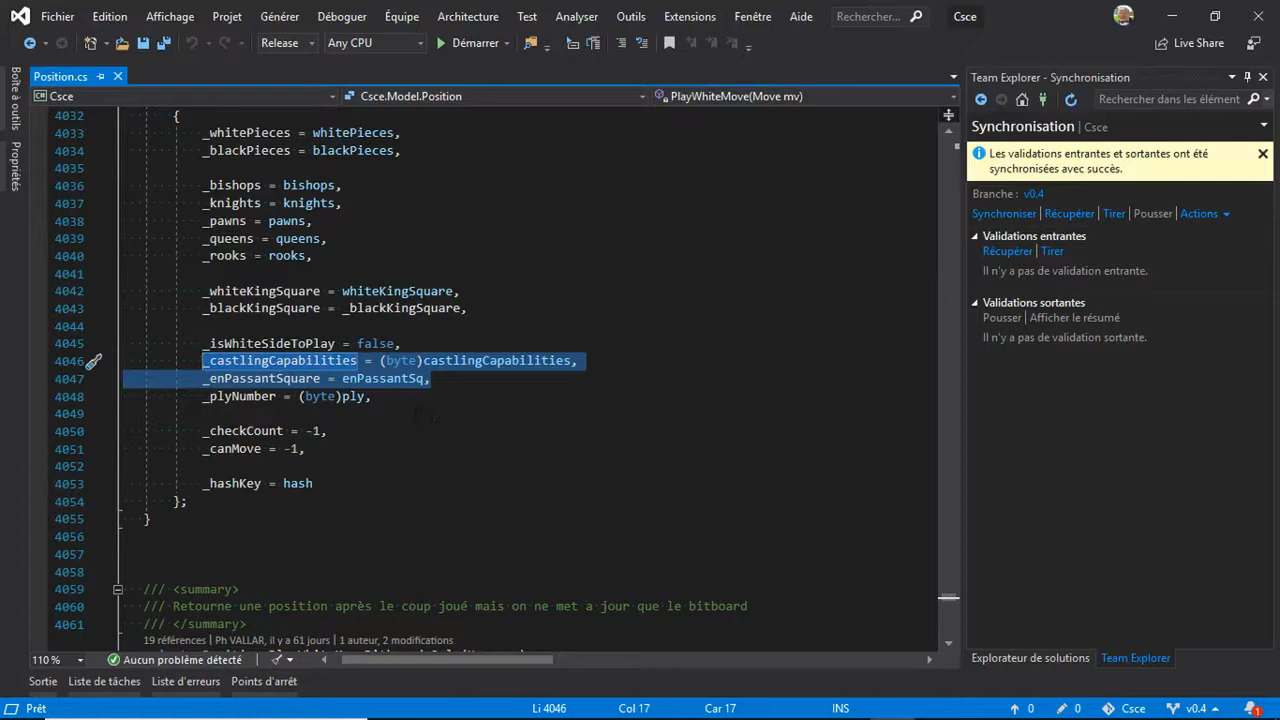 Fichier Edition Affichage Projet Générer Déboguer Équipe Architecture Test Analyser Outils Extensions Fenêtre Aide Rechercher... Csce
Release Any CPU Démarrer Live Share
Position.cs
Csce Csce.Model.Position PlayWhiteMove(Move mv)
Boîte à outils
Propriétés
4032 {
4033 _whitePieces = whitePieces,
4034 _blackPieces = blackPieces,
4035
4036 _bishops = bishops,
4037 _knights = knights,
4038 _pawns = pawns,
4039 _queens = queens,
4040 _rooks = rooks,
4041
4042 _whiteKingSquare = whiteKingSquare,
4043 _blackKingSquare = _blackKingSquare,
4044
4045 _isWhiteSideToPlay = false,
4046 _castlingCapabilities = (byte)castlingCapabilities,
4047 _enPassantSquare = enPassantSq,
4048 _plyNumber = (byte)ply,
4049
4050 _checkCount = -1,
4051 _canMove = -1,
4052
4053 _hashKey = hash
4054 };
4055 }
4056
4057
4058
4059 /// <summary>
4060 /// Retourne une position après le coup joué mais on ne met a jour que le bitboard
4061 /// </summary>
19 références | Ph VALLAR, il y a 61 jours | 1 auteur, 2 modifications
110 % Aucun problème détecté
Team Explorer - Synchronisation
Rechercher dans les élément
Synchronisation | Csce
Les validations entrantes et sortantes ont été
synchronisées avec succès.
Branche : v0.4
Synchroniser | Récupérer | Tirer | Pousser | Actions
Validations entrantes
Récupérer | Tirer
Il n'y a pas de validation entrante.
Validations sortantes
Pousser | Afficher le résumé
Il n'y a pas de validation sortante.
Explorateur de solutions Team Explorer
Sortie Liste de tâches Liste d'erreurs Points d'arrêt
Prêt Li 4046 Col 17 Car 17 INS 0 0 Csce v0.4 1